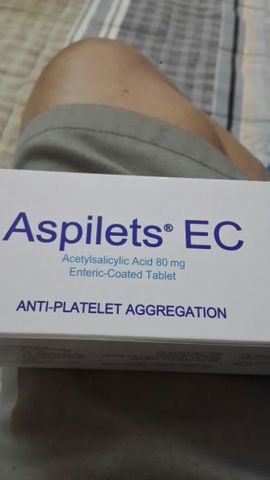 Aspilets® EC
Acetylsalicylic Acid 80 mg
Enteric-Coated Tablet
ANTI-PLATELET AGGREGATION